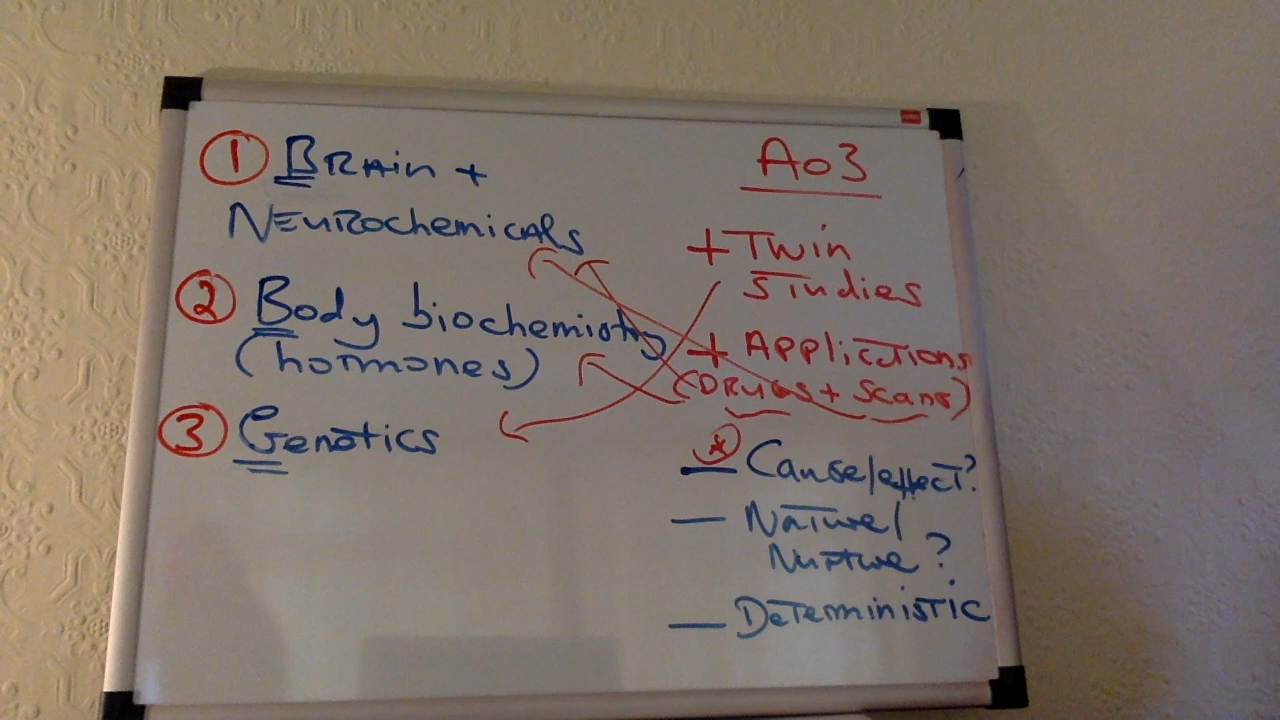 ① BRAin +
NEuROchemicAls
② Body biochemistry
(hormones)
③ Genetics
Ao3
+ Twin
Studies
+ Applications
(DRUGS + Scans)
* – Cause/effect?
– Nature/
Nurture?
– Deterministic